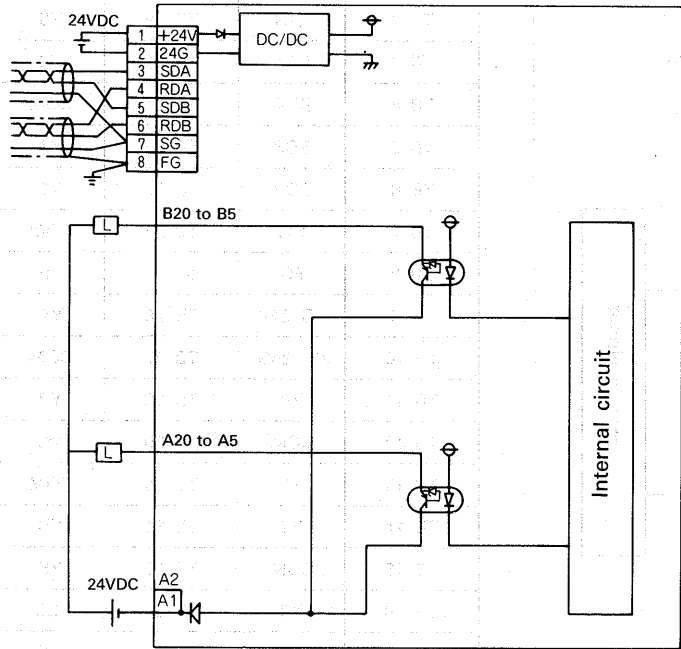 24VDC
1 +24V
2 24G
3 SDA
4 RDA
5 SDB
6 RDB
7 SG
8 FG
DC/DC
B20 to B5
L
A20 to A5
L
Internal circuit
24VDC
A2
A1